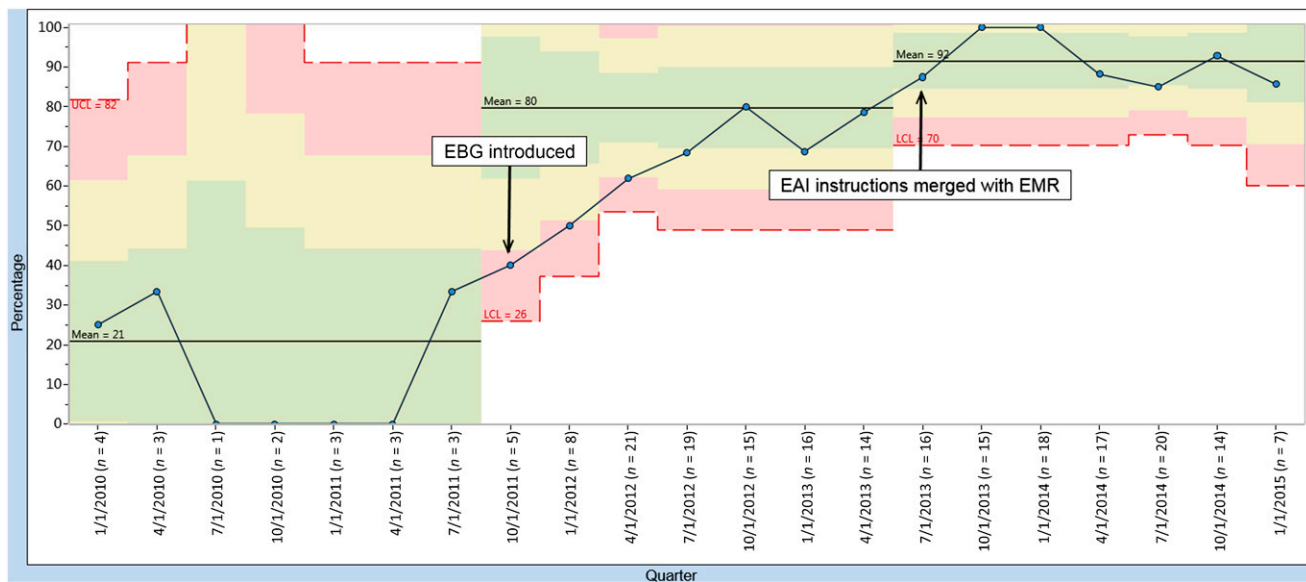 100
90
80
70
60
50
40
30
20
10
0
Percentage
UCL = 82
Mean = 21
EBG introduced
Mean = 80
LCL = 26
Mean = 92
LCL = 70
EAI instructions merged with EMR
1/1/2010 (n = 4)
4/1/2010 (n = 3)
7/1/2010 (n = 1)
10/1/2010 (n = 2)
1/1/2011 (n = 3)
4/1/2011 (n = 3)
7/1/2011 (n = 3)
10/1/2011 (n = 5)
1/1/2012 (n = 8)
4/1/2012 (n = 21)
7/1/2012 (n = 19)
10/1/2012 (n = 15)
1/1/2013 (n = 16)
4/1/2013 (n = 14)
7/1/2013 (n = 16)
10/1/2013 (n = 15)
1/1/2014 (n = 18)
4/1/2014 (n = 17)
7/1/2014 (n = 20)
10/1/2014 (n = 14)
1/1/2015 (n = 7)
Quarter